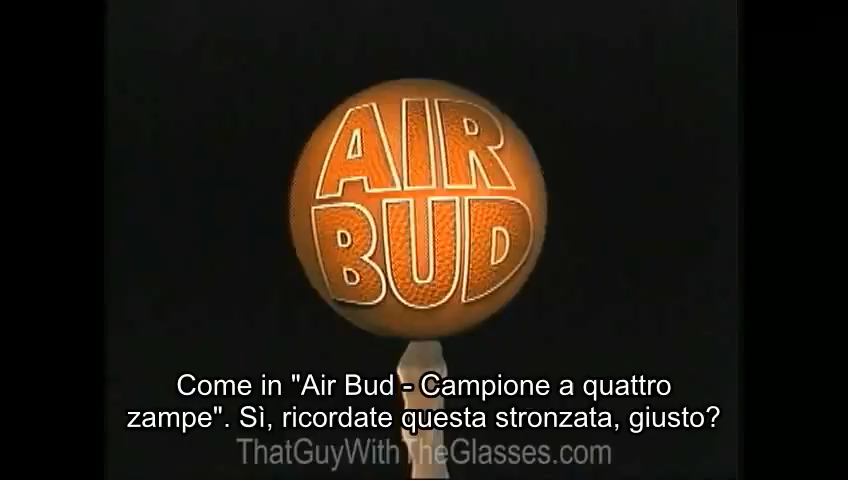 AIR
BUD
Come in "Air Bud - Campione a quattro
zampe". Sì, ricordate questa stronzata, giusto?
ThatGuyWithTheGlasses.com